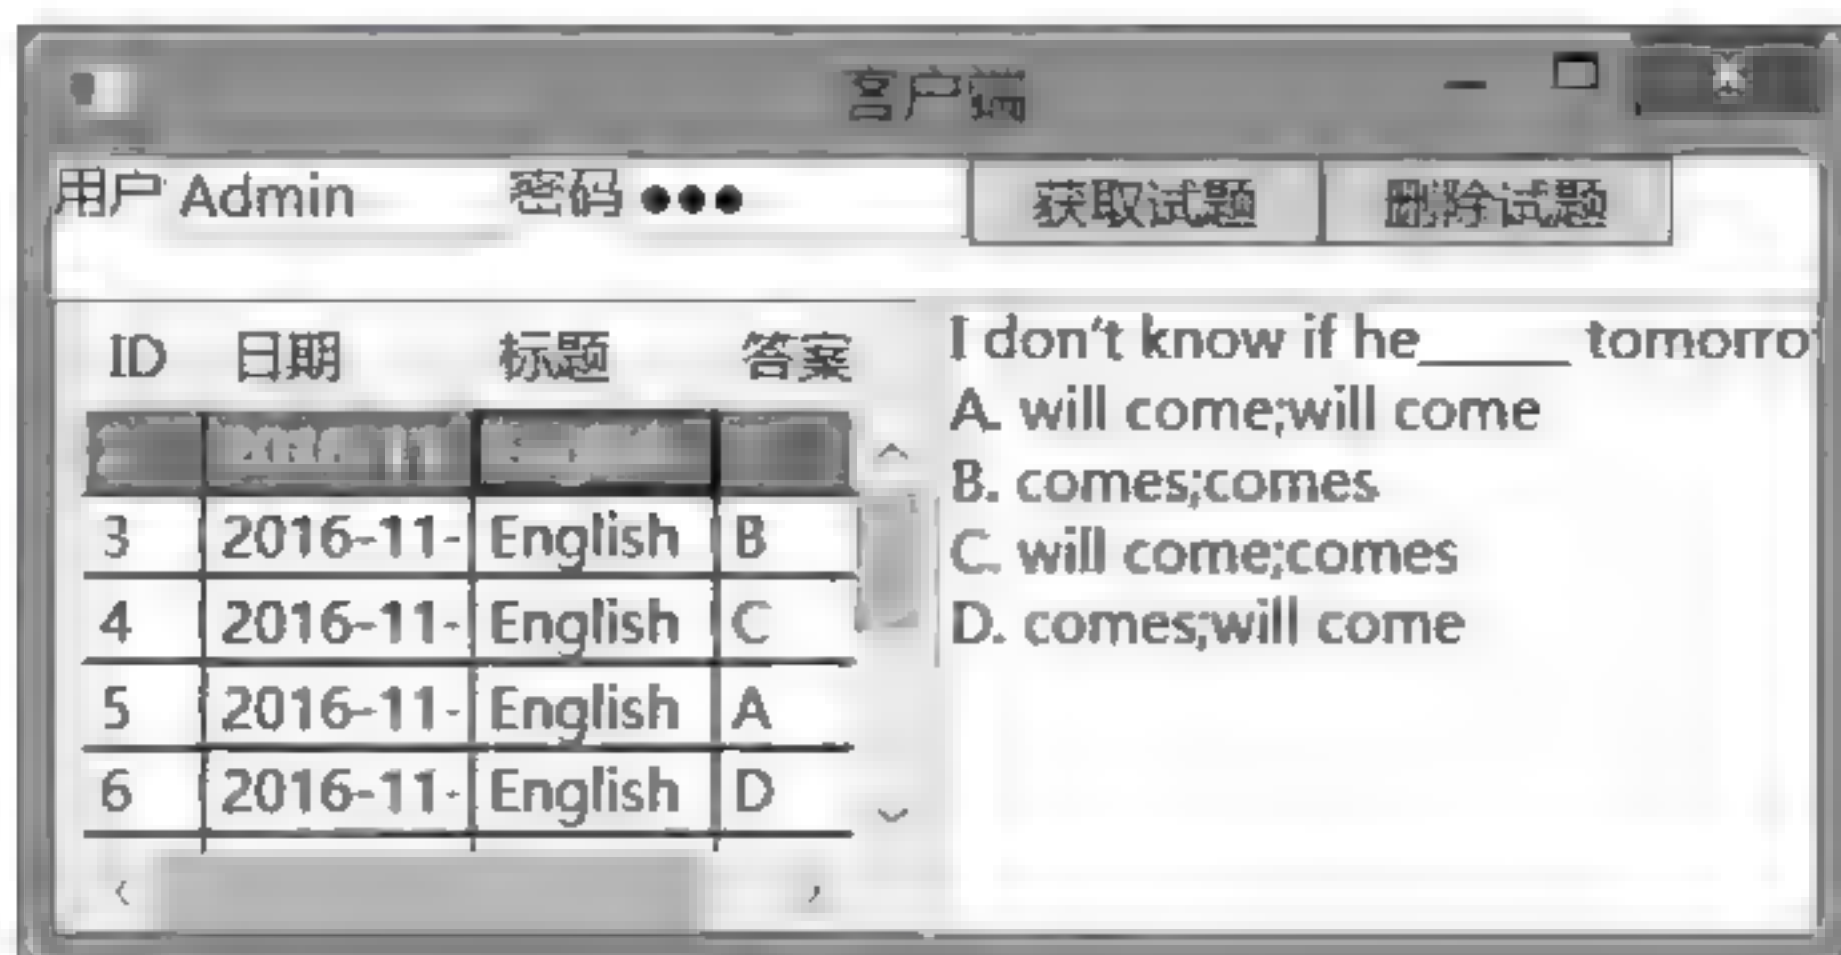 客户端
用户 Admin 密码 ●●● 获取试题 删除试题
ID 日期 标题 答案
3 2016-11- English B
4 2016-11- English C
5 2016-11- English A
6 2016-11- English D
I don't know if he______ tomorro
A. will come;will come
B. comes;comes
C. will come;comes
D. comes;will come